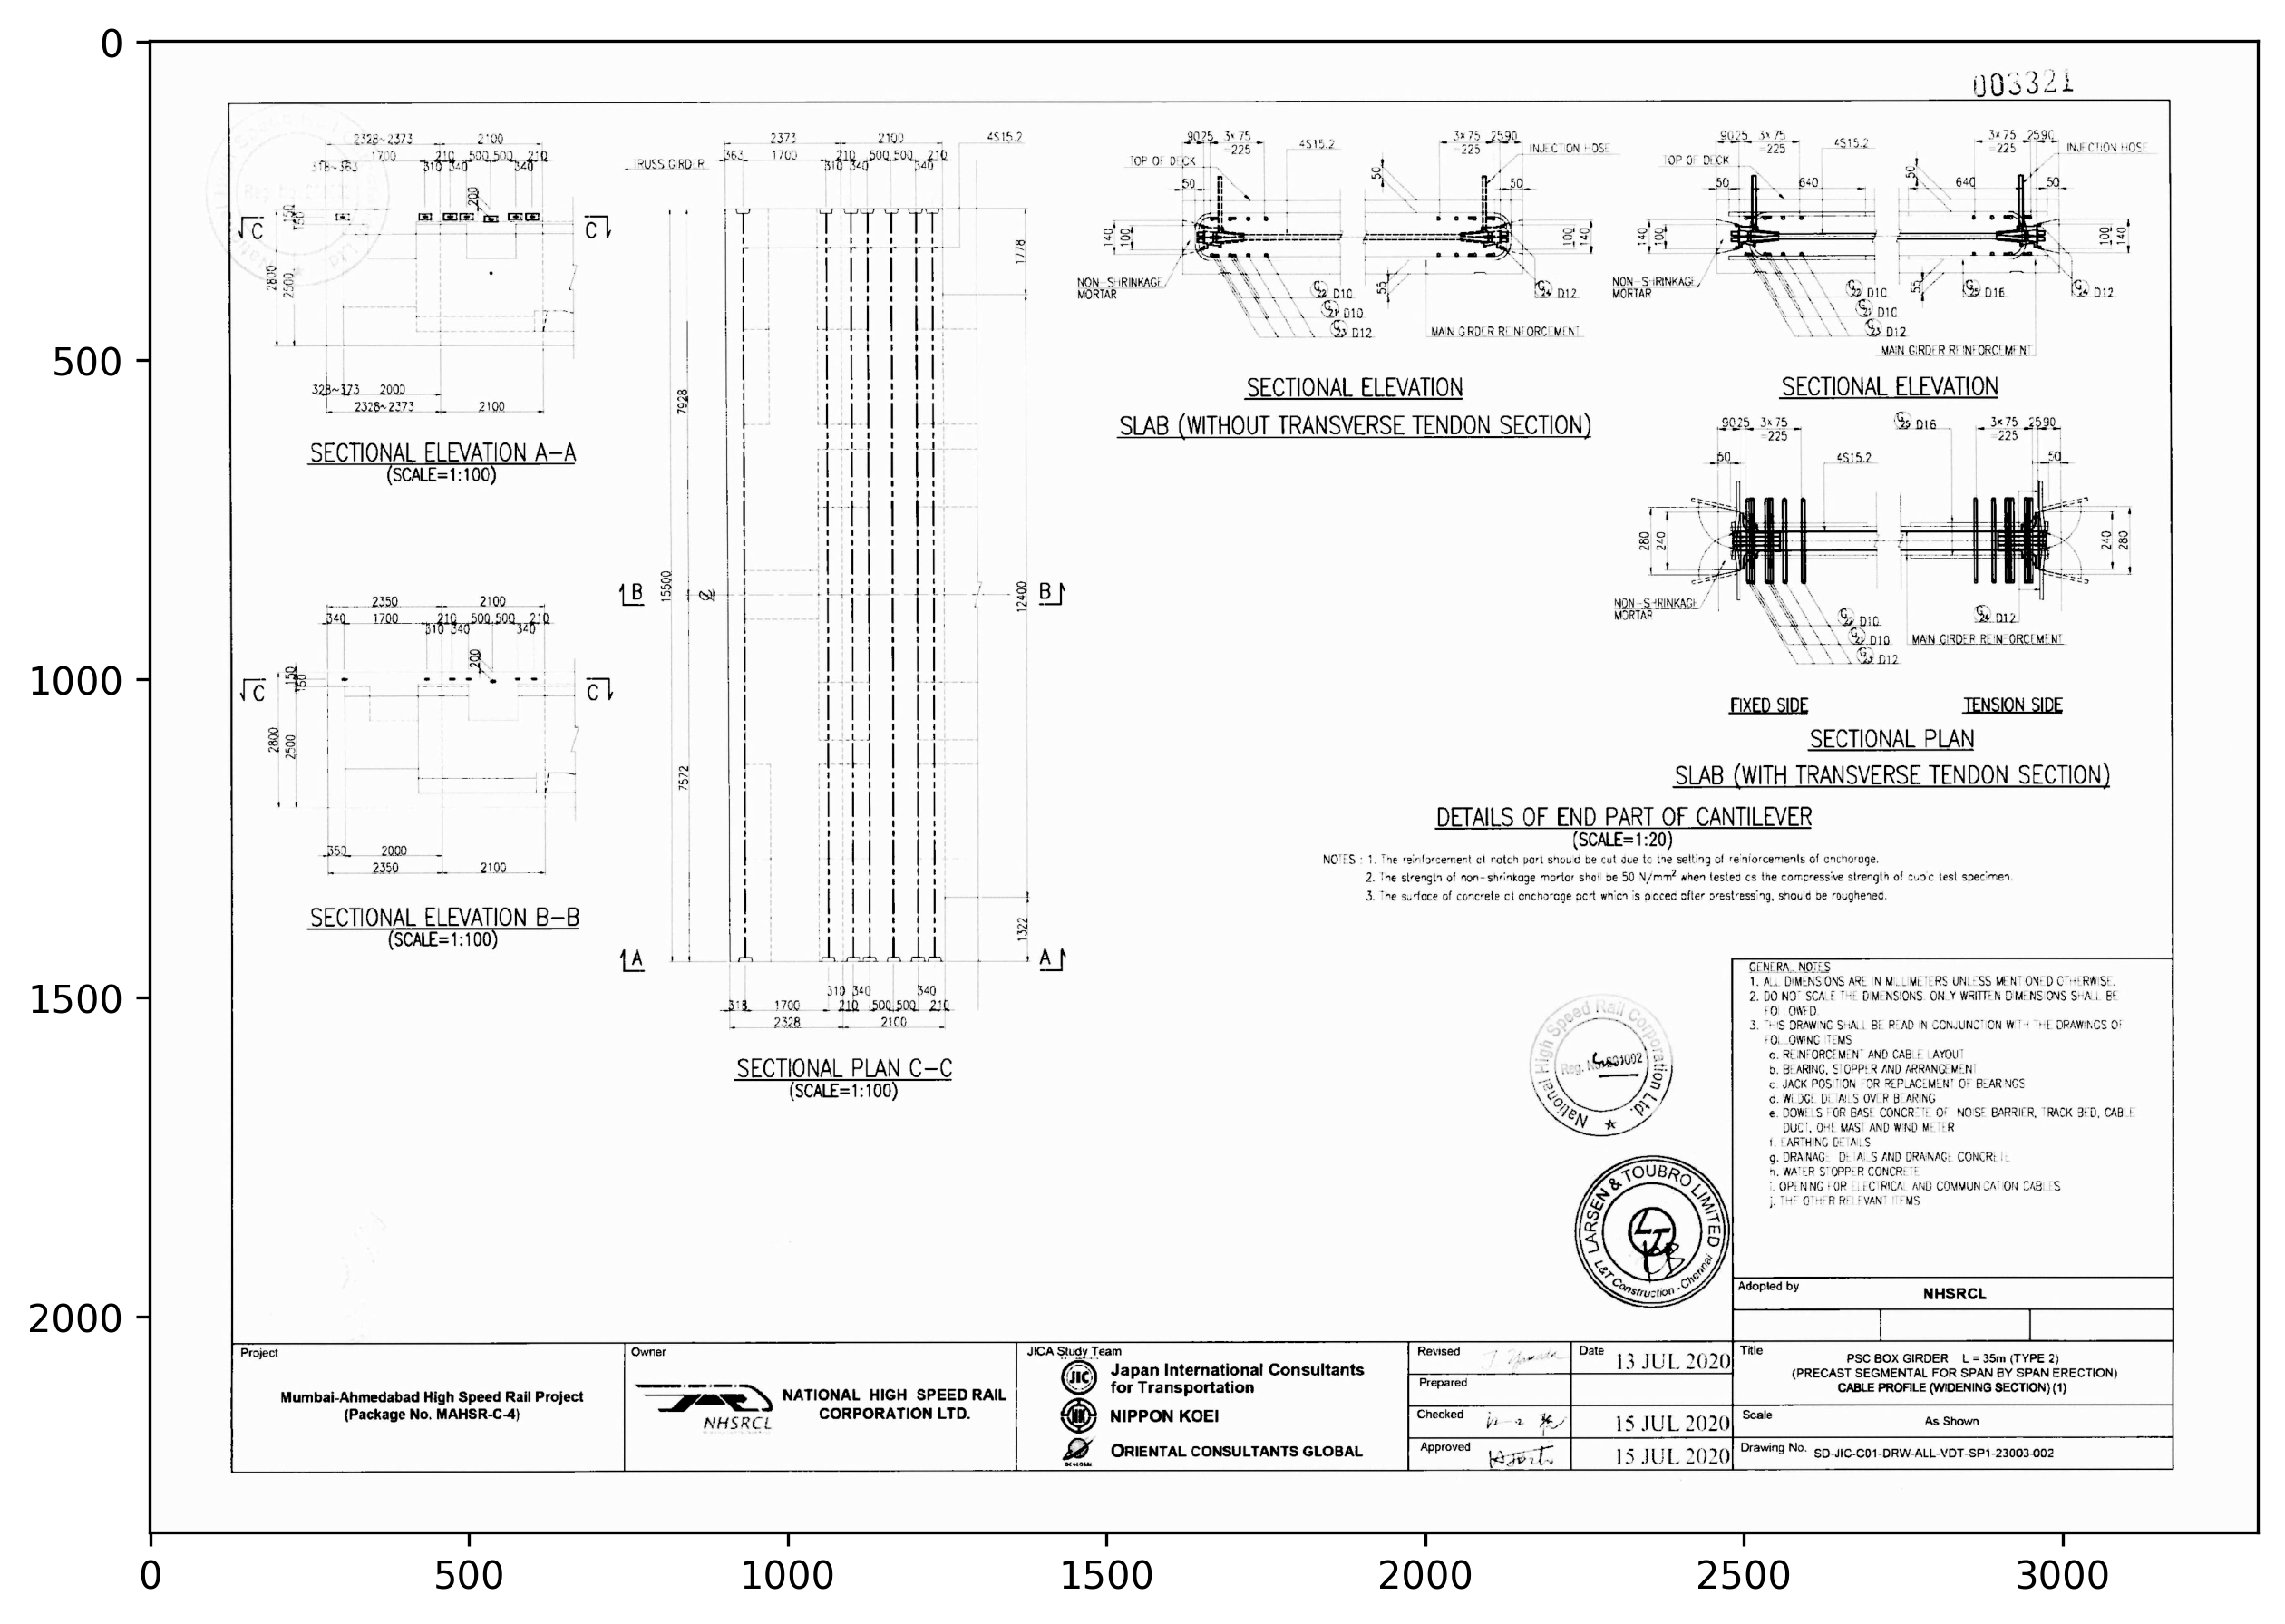 003321
2328~2373 2100
1700 210 500 500 210
318~363 310 340 340
200
150
150
C C
2800
2500
328~373 2000
2328~2373 2100
SECTIONAL ELEVATION A-A
(SCALE=1:100)
2350 2100
340 1700 210 500 500 210
310 340 340
200
150
150
C C
2800
2500
350 2000
2350 2100
SECTIONAL ELEVATION B-B
(SCALE=1:100)
2373 2100 4S15.2
TRUSS GIRDER
363 1700 210 500 500 210
310 340 340
1778
7928
15500
12400
B B
7572
1322
A A
310 340 340
318 1700 210 500 500 210
2328 2100
SECTIONAL PLAN C-C
(SCALE=1:100)
90 25 3×75 3×75 25 90
=225 4S15.2 =225 INJECTION HOSE
TOP OF DECK
50 50 50
140 100 100 140
NON-SHRINKAGE
MORTAR
55
D10 D12
D10
D12 MAIN GIRDER REINFORCEMENT
SECTIONAL ELEVATION
SLAB (WITHOUT TRANSVERSE TENDON SECTION)
90 25 3×75 3×75 25 90
=225 4S15.2 =225 INJECTION HOSE
TOP OF DECK
50 640 50 640 50
140 100 100 140
NON-SHRINKAGE
MORTAR
55
D10 D16 D12
D10
D12
MAIN GIRDER REINFORCEMENT
SECTIONAL ELEVATION
90 25 3×75 D16 3×75 25 90
=225 =225
50 4S15.2 50
280 240 240 280
NON-SHRINKAGE
MORTAR
D10 D12
D10 MAIN GIRDER REINFORCEMENT
D12
FIXED SIDE TENSION SIDE
SECTIONAL PLAN
SLAB (WITH TRANSVERSE TENDON SECTION)
DETAILS OF END PART OF CANTILEVER
(SCALE=1:20)
NOTES : 1. The reinforcement at notch part should be cut due to the setting of reinforcements of anchorage.
2. The strength of non-shrinkage mortar shall be 50 N/mm² when tested as the compressive strength of cubic test specimen.
3. The surface of concrete at anchorage part which is placed after prestressing, should be roughened.
GENERAL NOTES
1. ALL DIMENSIONS ARE IN MILLIMETERS UNLESS MENTIONED OTHERWISE.
2. DO NOT SCALE THE DIMENSIONS. ONLY WRITTEN DIMENSIONS SHALL BE
FOLLOWED.
3. THIS DRAWING SHALL BE READ IN CONJUNCTION WITH THE DRAWINGS OF
FOLLOWING ITEMS
a. REINFORCEMENT AND CABLE LAYOUT
b. BEARING, STOPPER AND ARRANGEMENT
c. JACK POSITION FOR REPLACEMENT OF BEARINGS
d. WEDGE DETAILS OVER BEARING
e. DOWELS FOR BASE CONCRETE OF NOISE BARRIER, TRACK BED, CABLE
DUCT, OHE MAST AND WIND METER
f. EARTHING DETAILS
g. DRAINAGE DETAILS AND DRAINAGE CONCRETE
h. WATER STOPPER CONCRETE
i. OPENING FOR ELECTRICAL AND COMMUNICATION CABLES
j. THE OTHER RELEVANT ITEMS
National High Speed Rail Corporation Ltd.
LARSEN & TOUBRO LIMITED
L&T Construction - Chennai
LT
Adopted by NHSRCL
Project
Mumbai-Ahmedabad High Speed Rail Project
(Package No. MAHSR-C-4)
Owner
NHSRCL
NATIONAL HIGH SPEED RAIL
CORPORATION LTD.
JICA Study Team
JIC
Japan International Consultants
for Transportation
NIPPON KOEI
ORIENTAL CONSULTANTS GLOBAL
Revised Date 13 JUL 2020
Prepared
Checked 15 JUL 2020
Approved 15 JUL 2020
Title
PSC BOX GIRDER L = 35m (TYPE 2)
(PRECAST SEGMENTAL FOR SPAN BY SPAN ERECTION)
CABLE PROFILE (WIDENING SECTION) (1)
Scale As Shown
Drawing No. SD-JIC-C01-DRW-ALL-VDT-SP1-23003-002
0
500
1000
1500
2000
0 500 1000 1500 2000 2500 3000